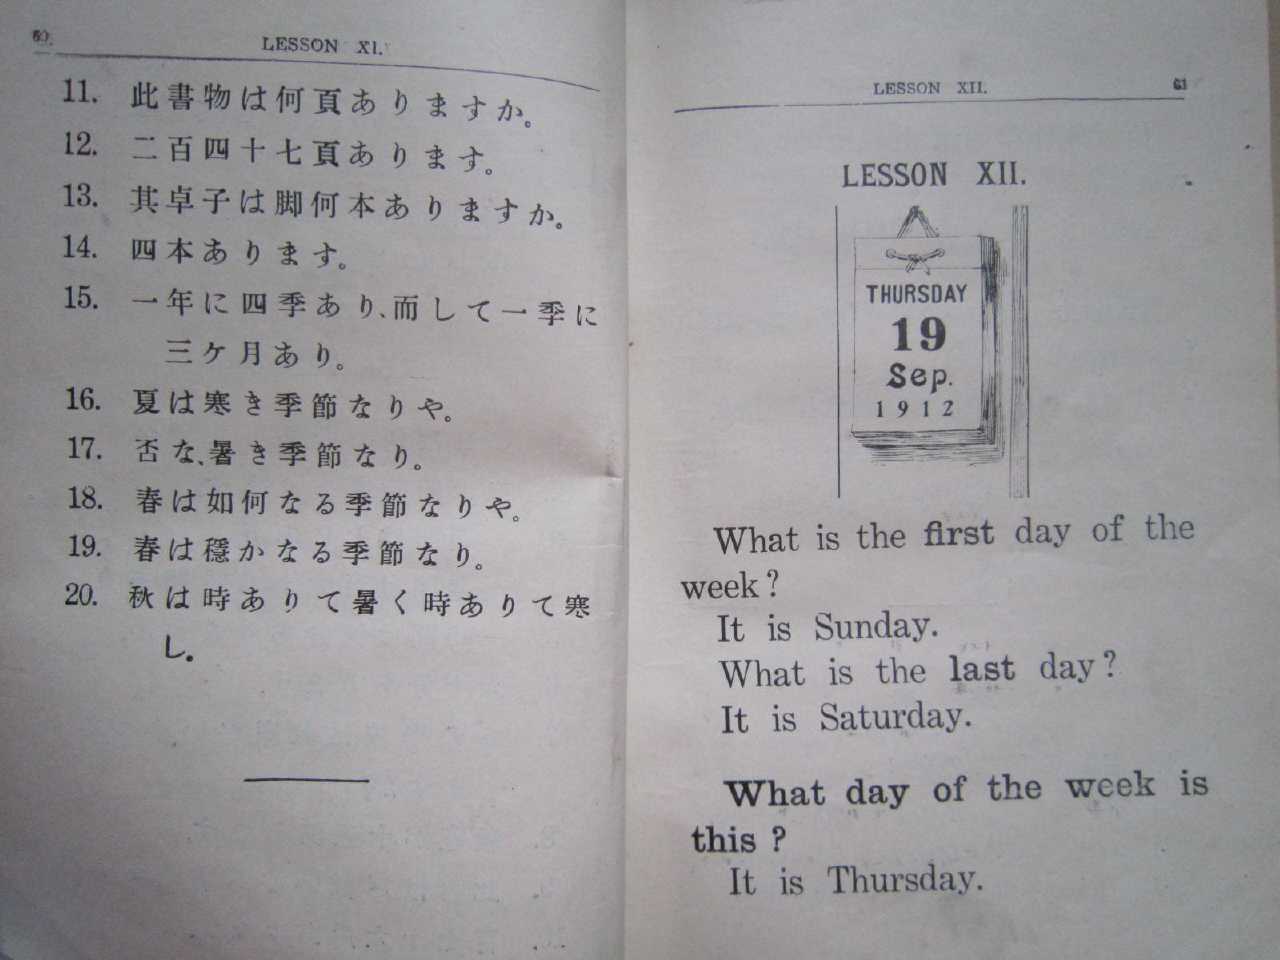 60
LESSON XI.
11. 此書物は何頁ありますか。
12. 二百四十七頁あります。
13. 其卓子は脚何本ありますか。
14. 四本あります。
15. 一年に四季あり、而して一季に
三ケ月あり。
16. 夏は寒き季節なりや。
17. 否な、暑き季節なり。
18. 春は如何なる季節なりや。
19. 春は穩かなる季節なり。
20. 秋は時ありて暑く時ありて寒
し。
LESSON XII.
61
LESSON XII.
THURSDAY
19
Sep.
1912
What is the first day of the
week?
It is Sunday.
What is the last day?
It is Saturday.
What day of the week is
this?
It is Thursday.